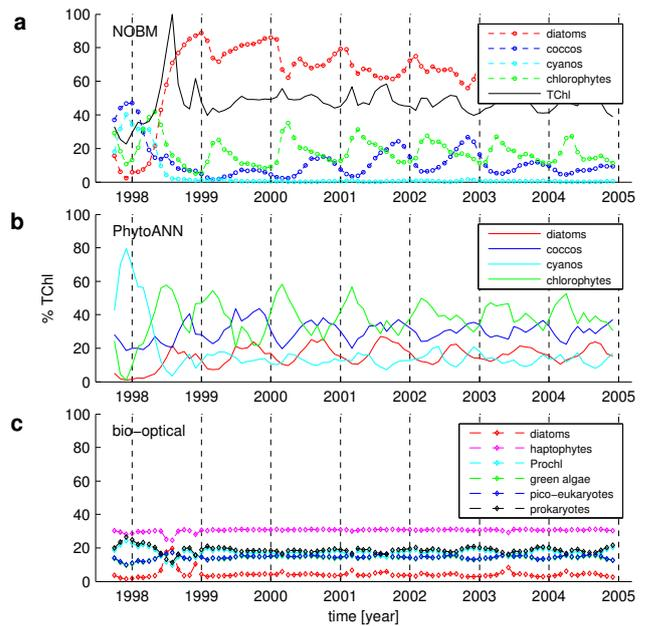 a
NOBM
diatoms
coccos
cyanos
chlorophytes
TChl
100
80
60
40
20
0
1998 1999 2000 2001 2002 2003 2004 2005
b
PhytoANN
diatoms
coccos
cyanos
chlorophytes
100
80
60
40
20
0
% TChl
1998 1999 2000 2001 2002 2003 2004 2005
c
bio-optical
diatoms
haptophytes
Prochl
green algae
pico-eukaryotes
prokaryotes
100
80
60
40
20
0
1998 1999 2000 2001 2002 2003 2004 2005
time [year]